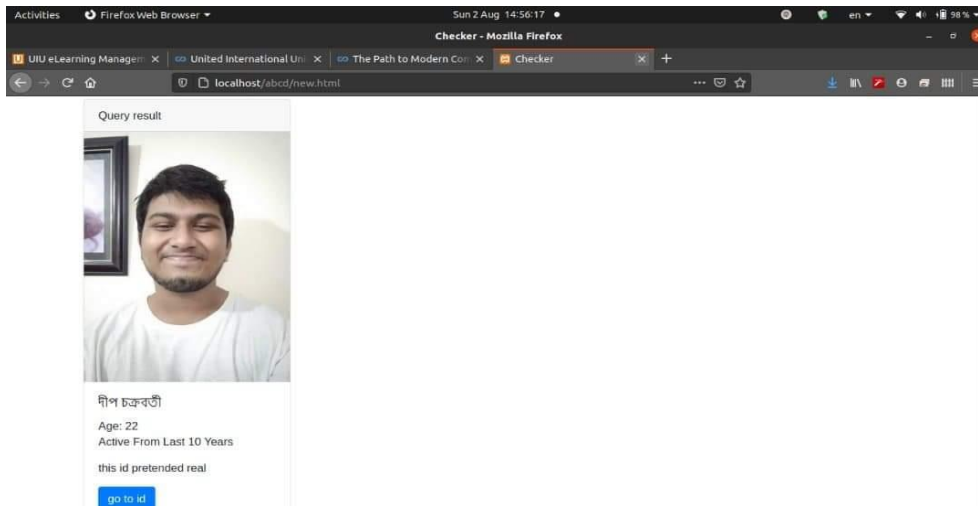 Activities Firefox Web Browser Sun 2 Aug 14:56:17 en 98%
Checker - Mozilla Firefox
UIU eLearning Managem United International Uni The Path to Modern Con Checker
localhost/abcd/new.html
Query result
দীপ চক্রবর্তী
Age: 22
Active From Last 10 Years
this id pretended real
go to id